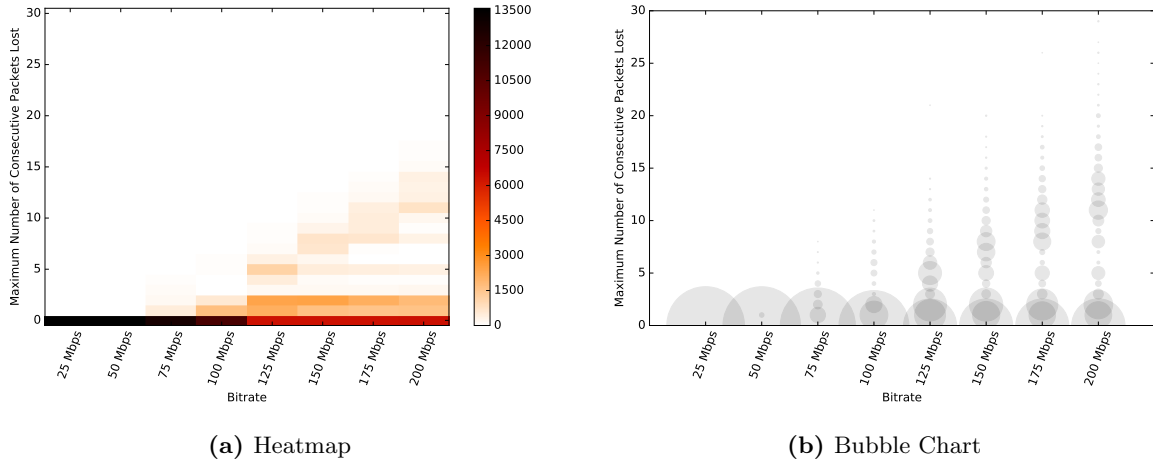 30
25
20
15
10
5
0
Maximum Number of Consecutive Packets Lost
25 Mbps
50 Mbps
75 Mbps
100 Mbps
125 Mbps
150 Mbps
175 Mbps
200 Mbps
Bitrate
13500
12000
10500
9000
7500
6000
4500
3000
1500
0
(a) Heatmap
30
25
20
15
10
5
0
Maximum Number of Consecutive Packets Lost
25 Mbps
50 Mbps
75 Mbps
100 Mbps
125 Mbps
150 Mbps
175 Mbps
200 Mbps
Bitrate
(b) Bubble Chart